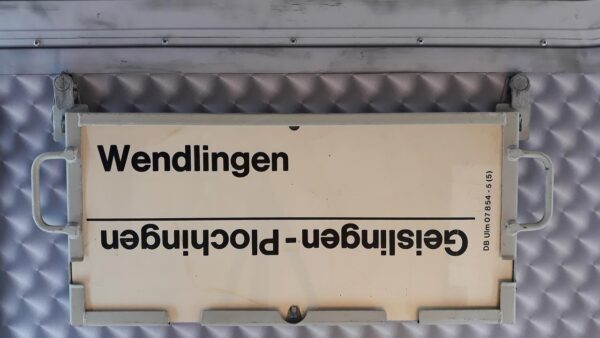 Wendlingen
Geislingen - Plochingen
DB Ulm 07 854 - 5 (5)